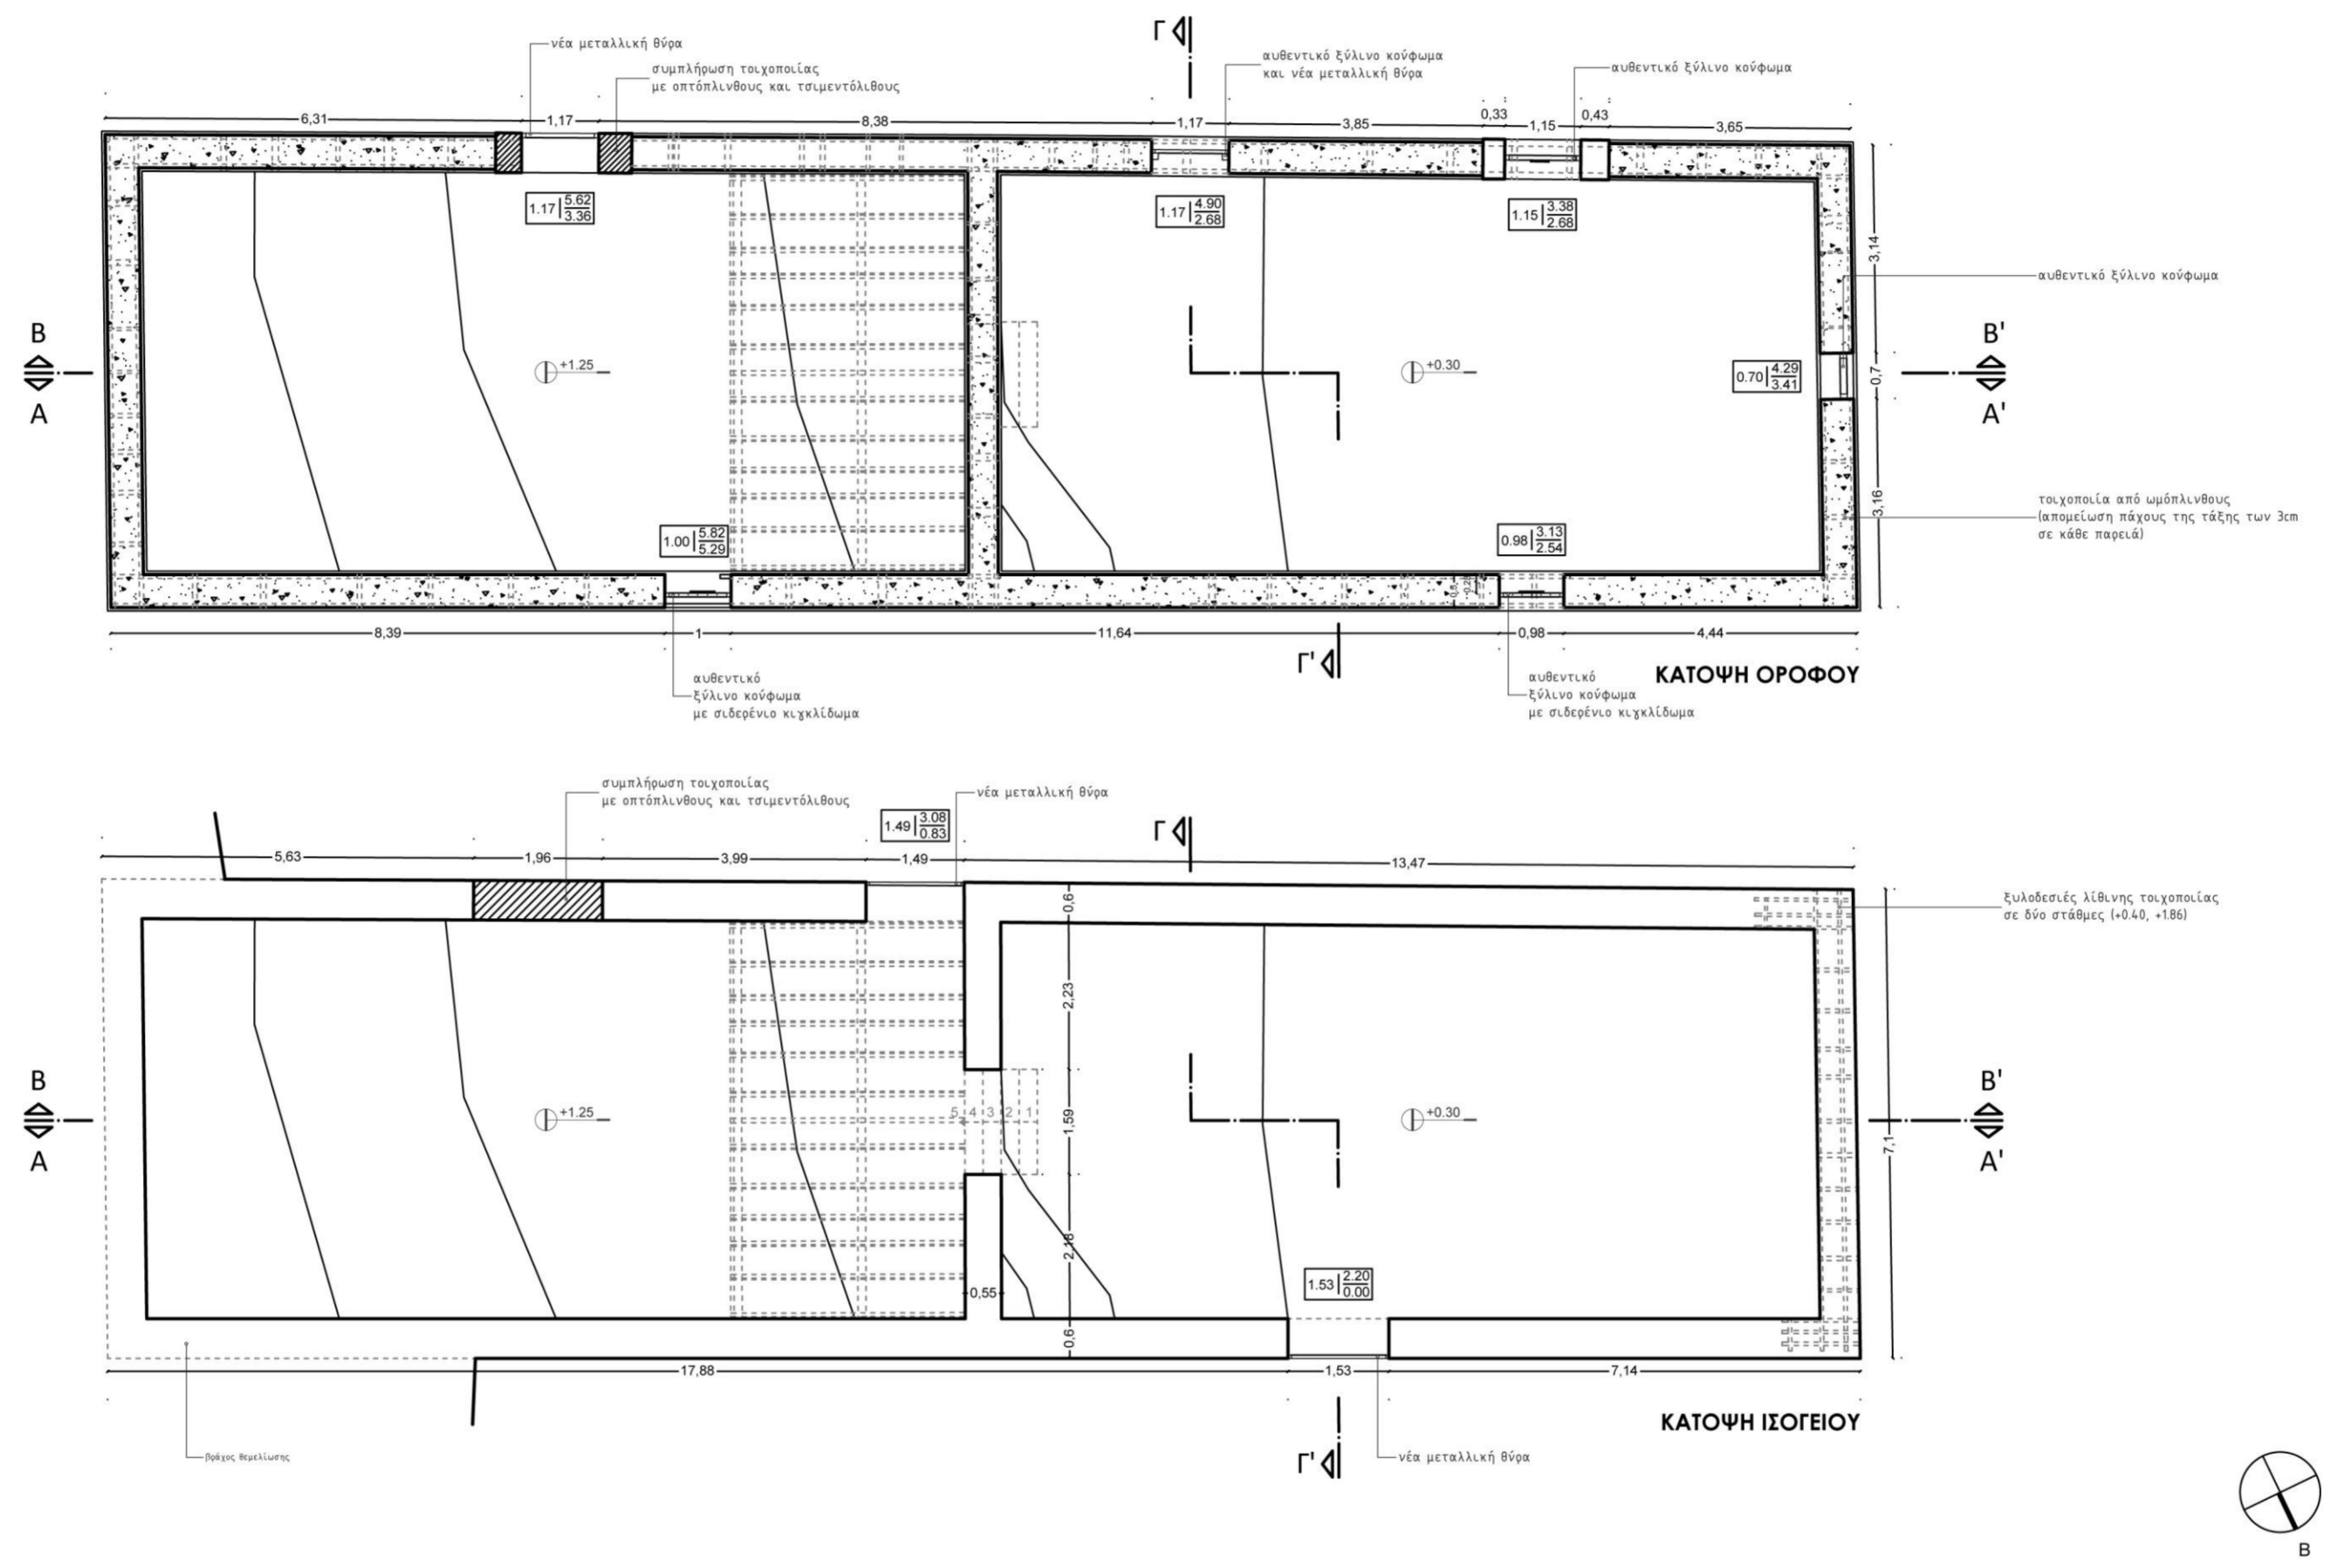 νέα μεταλλική θύρα
συμπλήρωση τοιχοποιίας
με οπτόπλινθους και τσιμεντόλιθους
Γ
αυθεντικό ξύλινο κούφωμα
και νέα μεταλλική θύρα
αυθεντικό ξύλινο κούφωμα
6,31 1,17 8,38 1,17 3,85 0,33 1,15 0,43 3,65
1.17 5.62 3.36
1.17 4.90 2.68
1.15 3.38 2.68
3,14
αυθεντικό ξύλινο κούφωμα
Β
Α
+1.25
+0.30
0.70 4.29 3.41
0,7
Β'
Α'
3,16
τοιχοποιία από ωμόπλινθους
(απομείωση πάχους της τάξης των 3cm
σε κάθε παρειά)
1.00 5.82 5.29
0.98 3.13 2.54
8,39 1 11,64 0,98 4,44
Γ'
ΚΑΤΟΨΗ ΟΡΟΦΟΥ
αυθεντικό
ξύλινο κούφωμα
με σιδερένιο κιγκλίδωμα
αυθεντικό
ξύλινο κούφωμα
με σιδερένιο κιγκλίδωμα
συμπλήρωση τοιχοποιίας
με οπτόπλινθους και τσιμεντόλιθους
νέα μεταλλική θύρα
1.49 3.08 0.83
Γ
5,63 1,96 3,99 1,49 13,47
0,6
ξυλοδεσιές λίθινης τοιχοποιίας
σε δύο στάθμες (+0.40, +1.86)
2,23
Β
Α
+1.25
5 4 3 2 1
1,59
+0.30
7,1
Β'
Α'
2,18
0,55
1.53 2.20 0.00
0,6
17,88 1,53 7,14
ΚΑΤΟΨΗ ΙΣΟΓΕΙΟΥ
βράχος θεμελίωσης
Γ'
νέα μεταλλική θύρα
Β